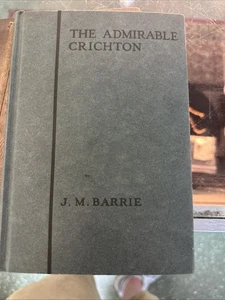 THE ADMIRABLE
CRICHTON
J. M. BARRIE